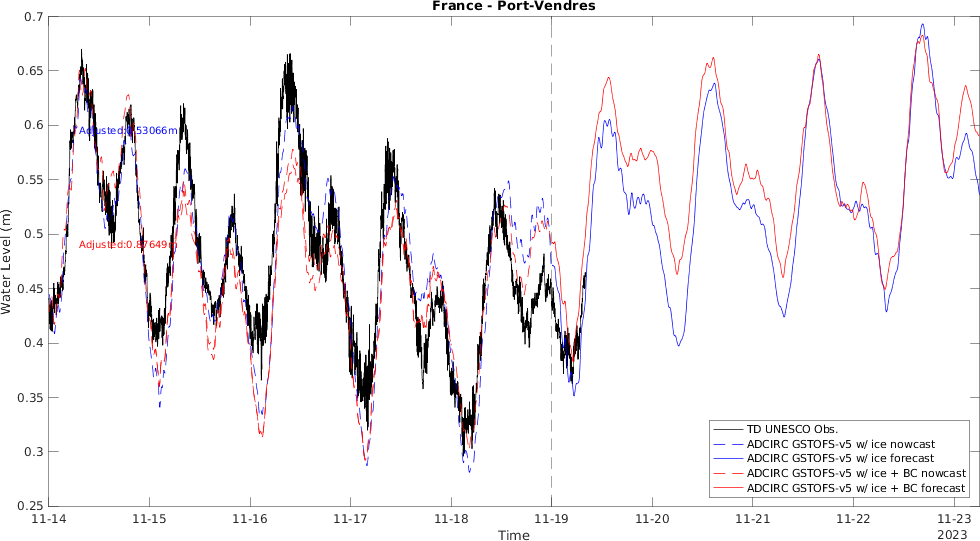 France - Port-Vendres
0.7
0.65
0.6
0.55
0.5
0.45
0.4
0.35
0.3
0.25
Water Level (m)
Adjusted:0.53066m
Adjusted:0.87649m
TD UNESCO Obs.
ADCIRC GSTOFS-v5 w/ ice nowcast
ADCIRC GSTOFS-v5 w/ ice forecast
ADCIRC GSTOFS-v5 w/ ice + BC nowcast
ADCIRC GSTOFS-v5 w/ ice + BC forecast
11-14 11-15 11-16 11-17 11-18 11-19 11-20 11-21 11-22 11-23
Time
2023